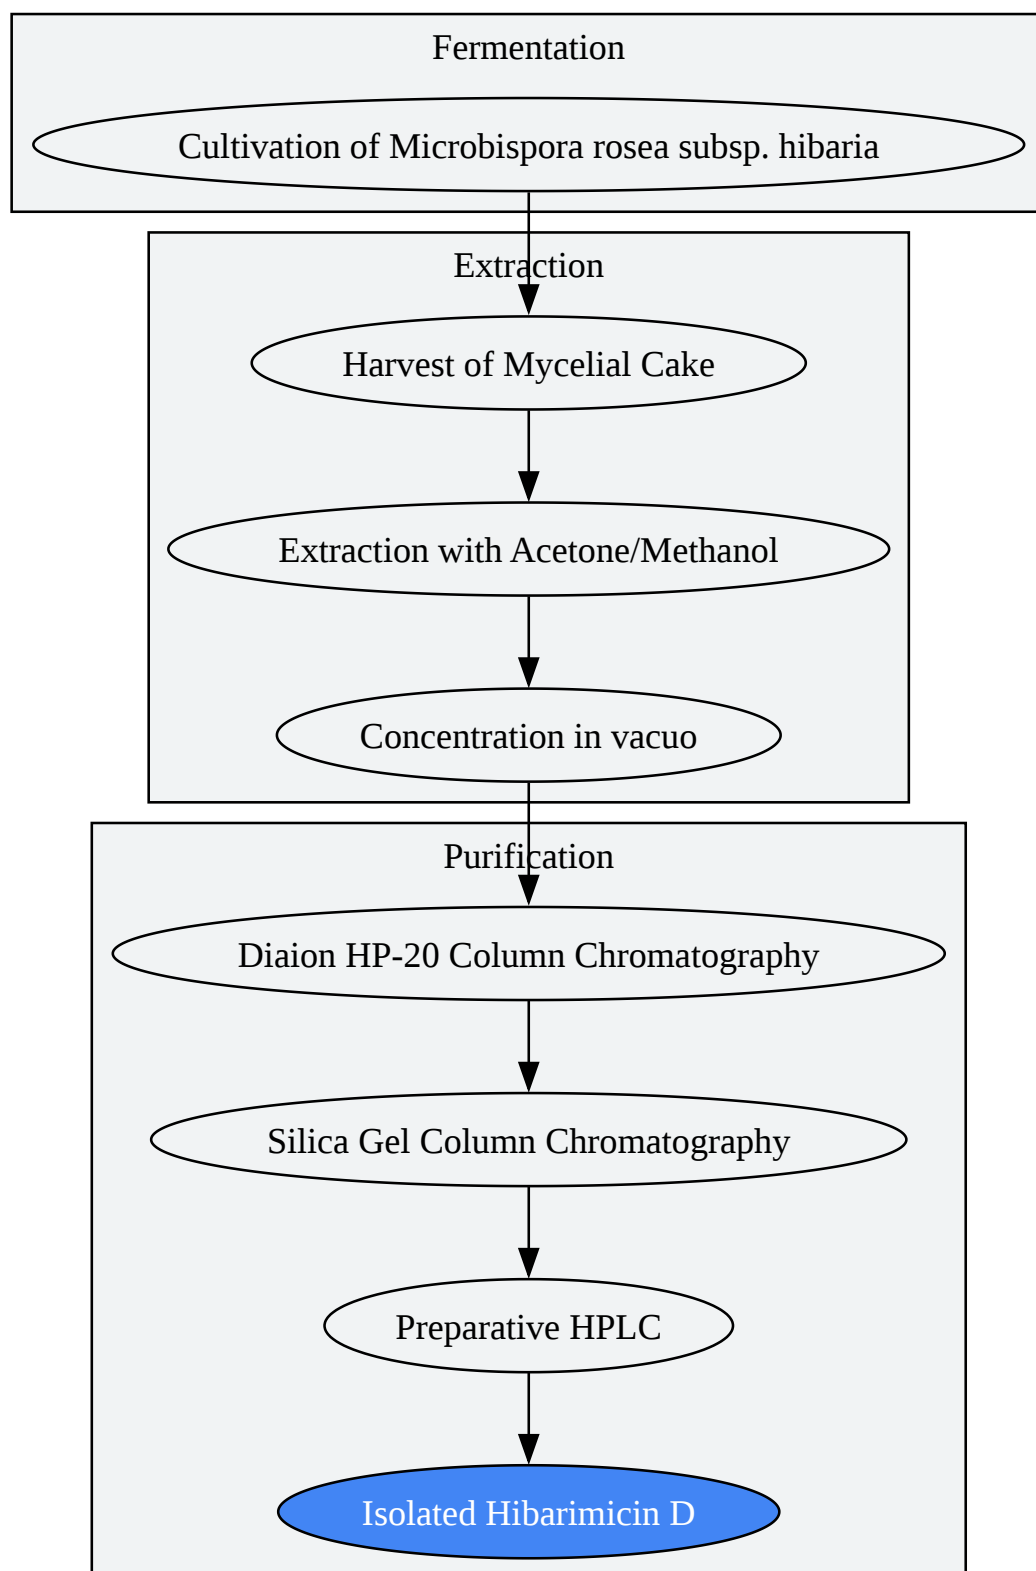 Fermentation
Cultivation of Microbispora rosea subsp. hibaria
Extraction
Harvest of Mycelial Cake
Extraction with Acetone/Methanol
Concentration in vacuo
Purification
Diaion HP-20 Column Chromatography
Silica Gel Column Chromatography
Preparative HPLC
Isolated Hibarimicin D